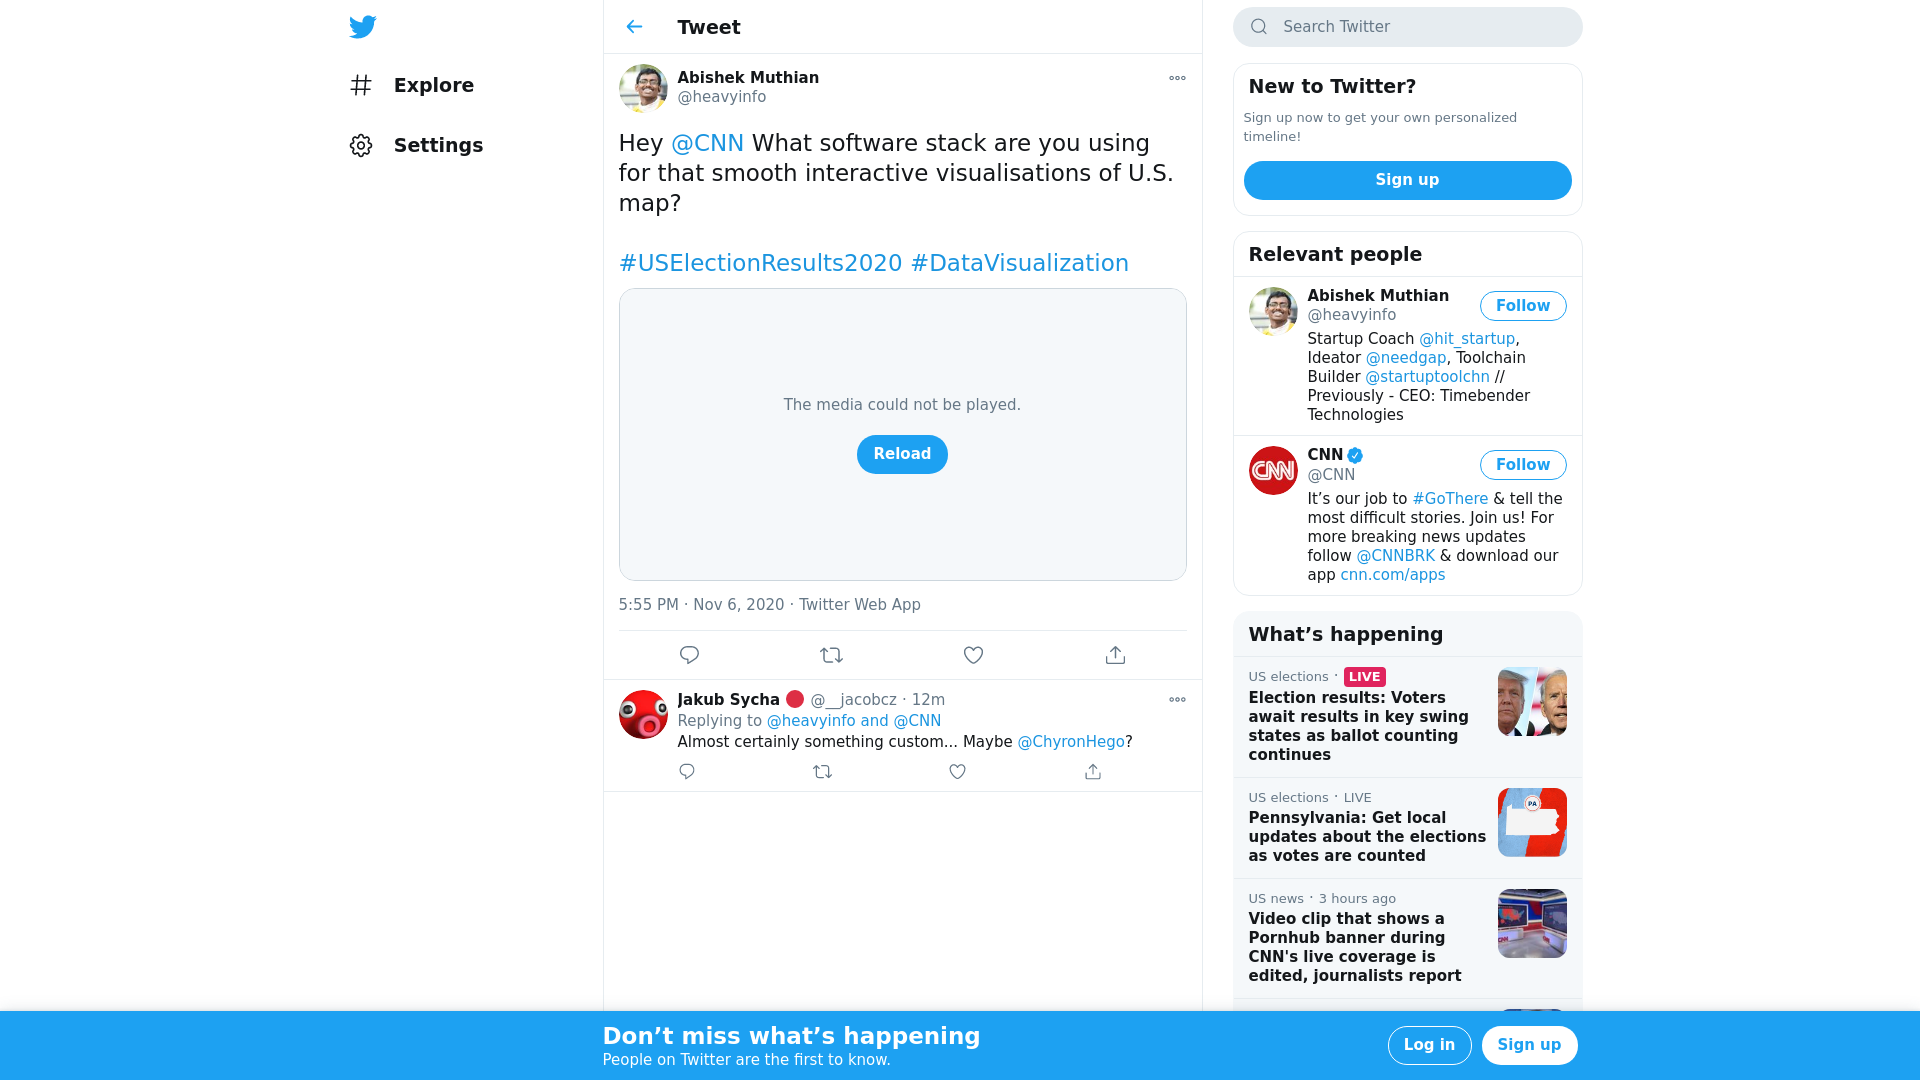 Explore
Settings
Tweet
Abishek Muthian
@heavyinfo
Hey @CNN What software stack are you using
for that smooth interactive visualisations of U.S.
map?
#USElectionResults2020 #DataVisualization
The media could not be played.
Reload
5:55 PM · Nov 6, 2020 · Twitter Web App
Jakub Sycha @__jacobcz · 12m
Replying to @heavyinfo and @CNN
Almost certainly something custom... Maybe @ChyronHego?
Search Twitter
New to Twitter?
Sign up now to get your own personalized
timeline!
Sign up
Relevant people
Abishek Muthian
@heavyinfo
Follow
Startup Coach @hit_startup,
Ideator @needgap, Toolchain
Builder @startuptoolchn //
Previously - CEO: Timebender
Technologies
CNN
CNN
@CNN
Follow
It’s our job to #GoThere & tell the
most difficult stories. Join us! For
more breaking news updates
follow @CNNBRK & download our
app cnn.com/apps
What’s happening
US elections · LIVE
Election results: Voters
await results in key swing
states as ballot counting
continues
US elections · LIVE
Pennsylvania: Get local
updates about the elections
as votes are counted
PA
US news · 3 hours ago
Video clip that shows a
Pornhub banner during
CNN's live coverage is
edited, journalists report
Don’t miss what’s happening
People on Twitter are the first to know.
Log in
Sign up